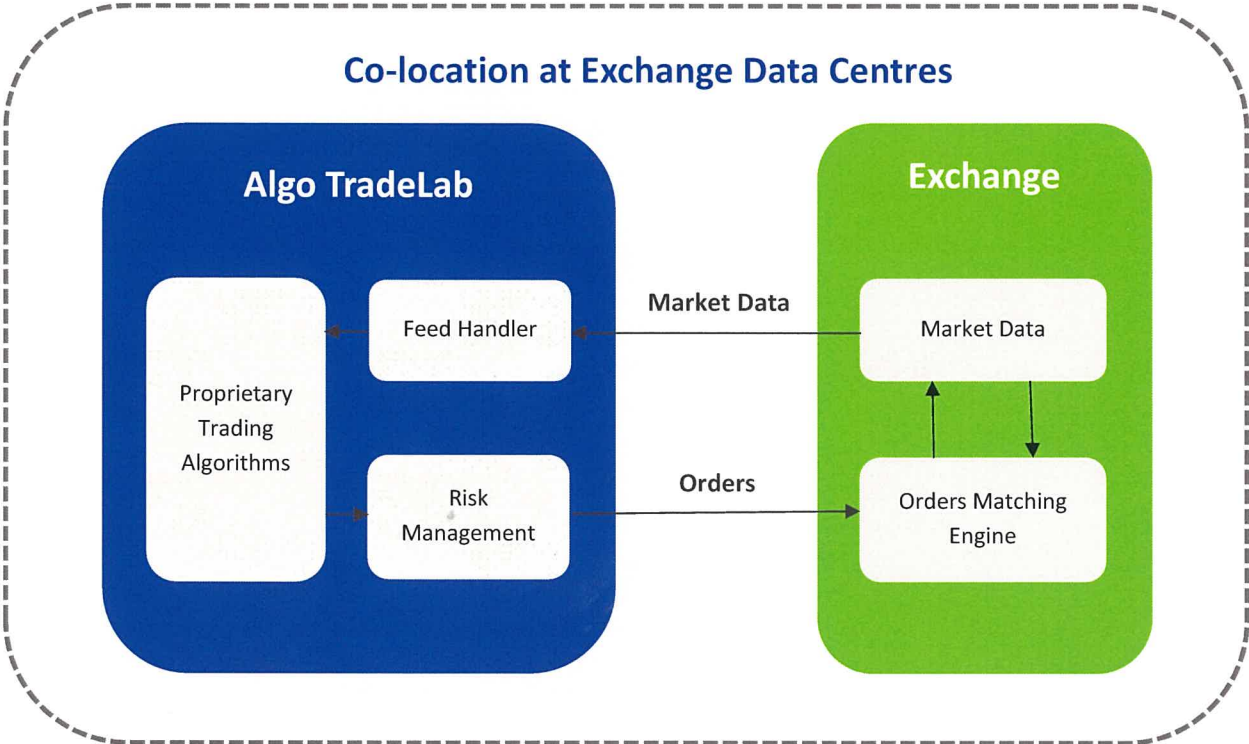 Co-location at Exchange Data Centres
Algo TradeLab
Exchange
Feed Handler
Market Data
Market Data
Proprietary
Trading
Algorithms
Risk
Management
Orders
Orders Matching
Engine